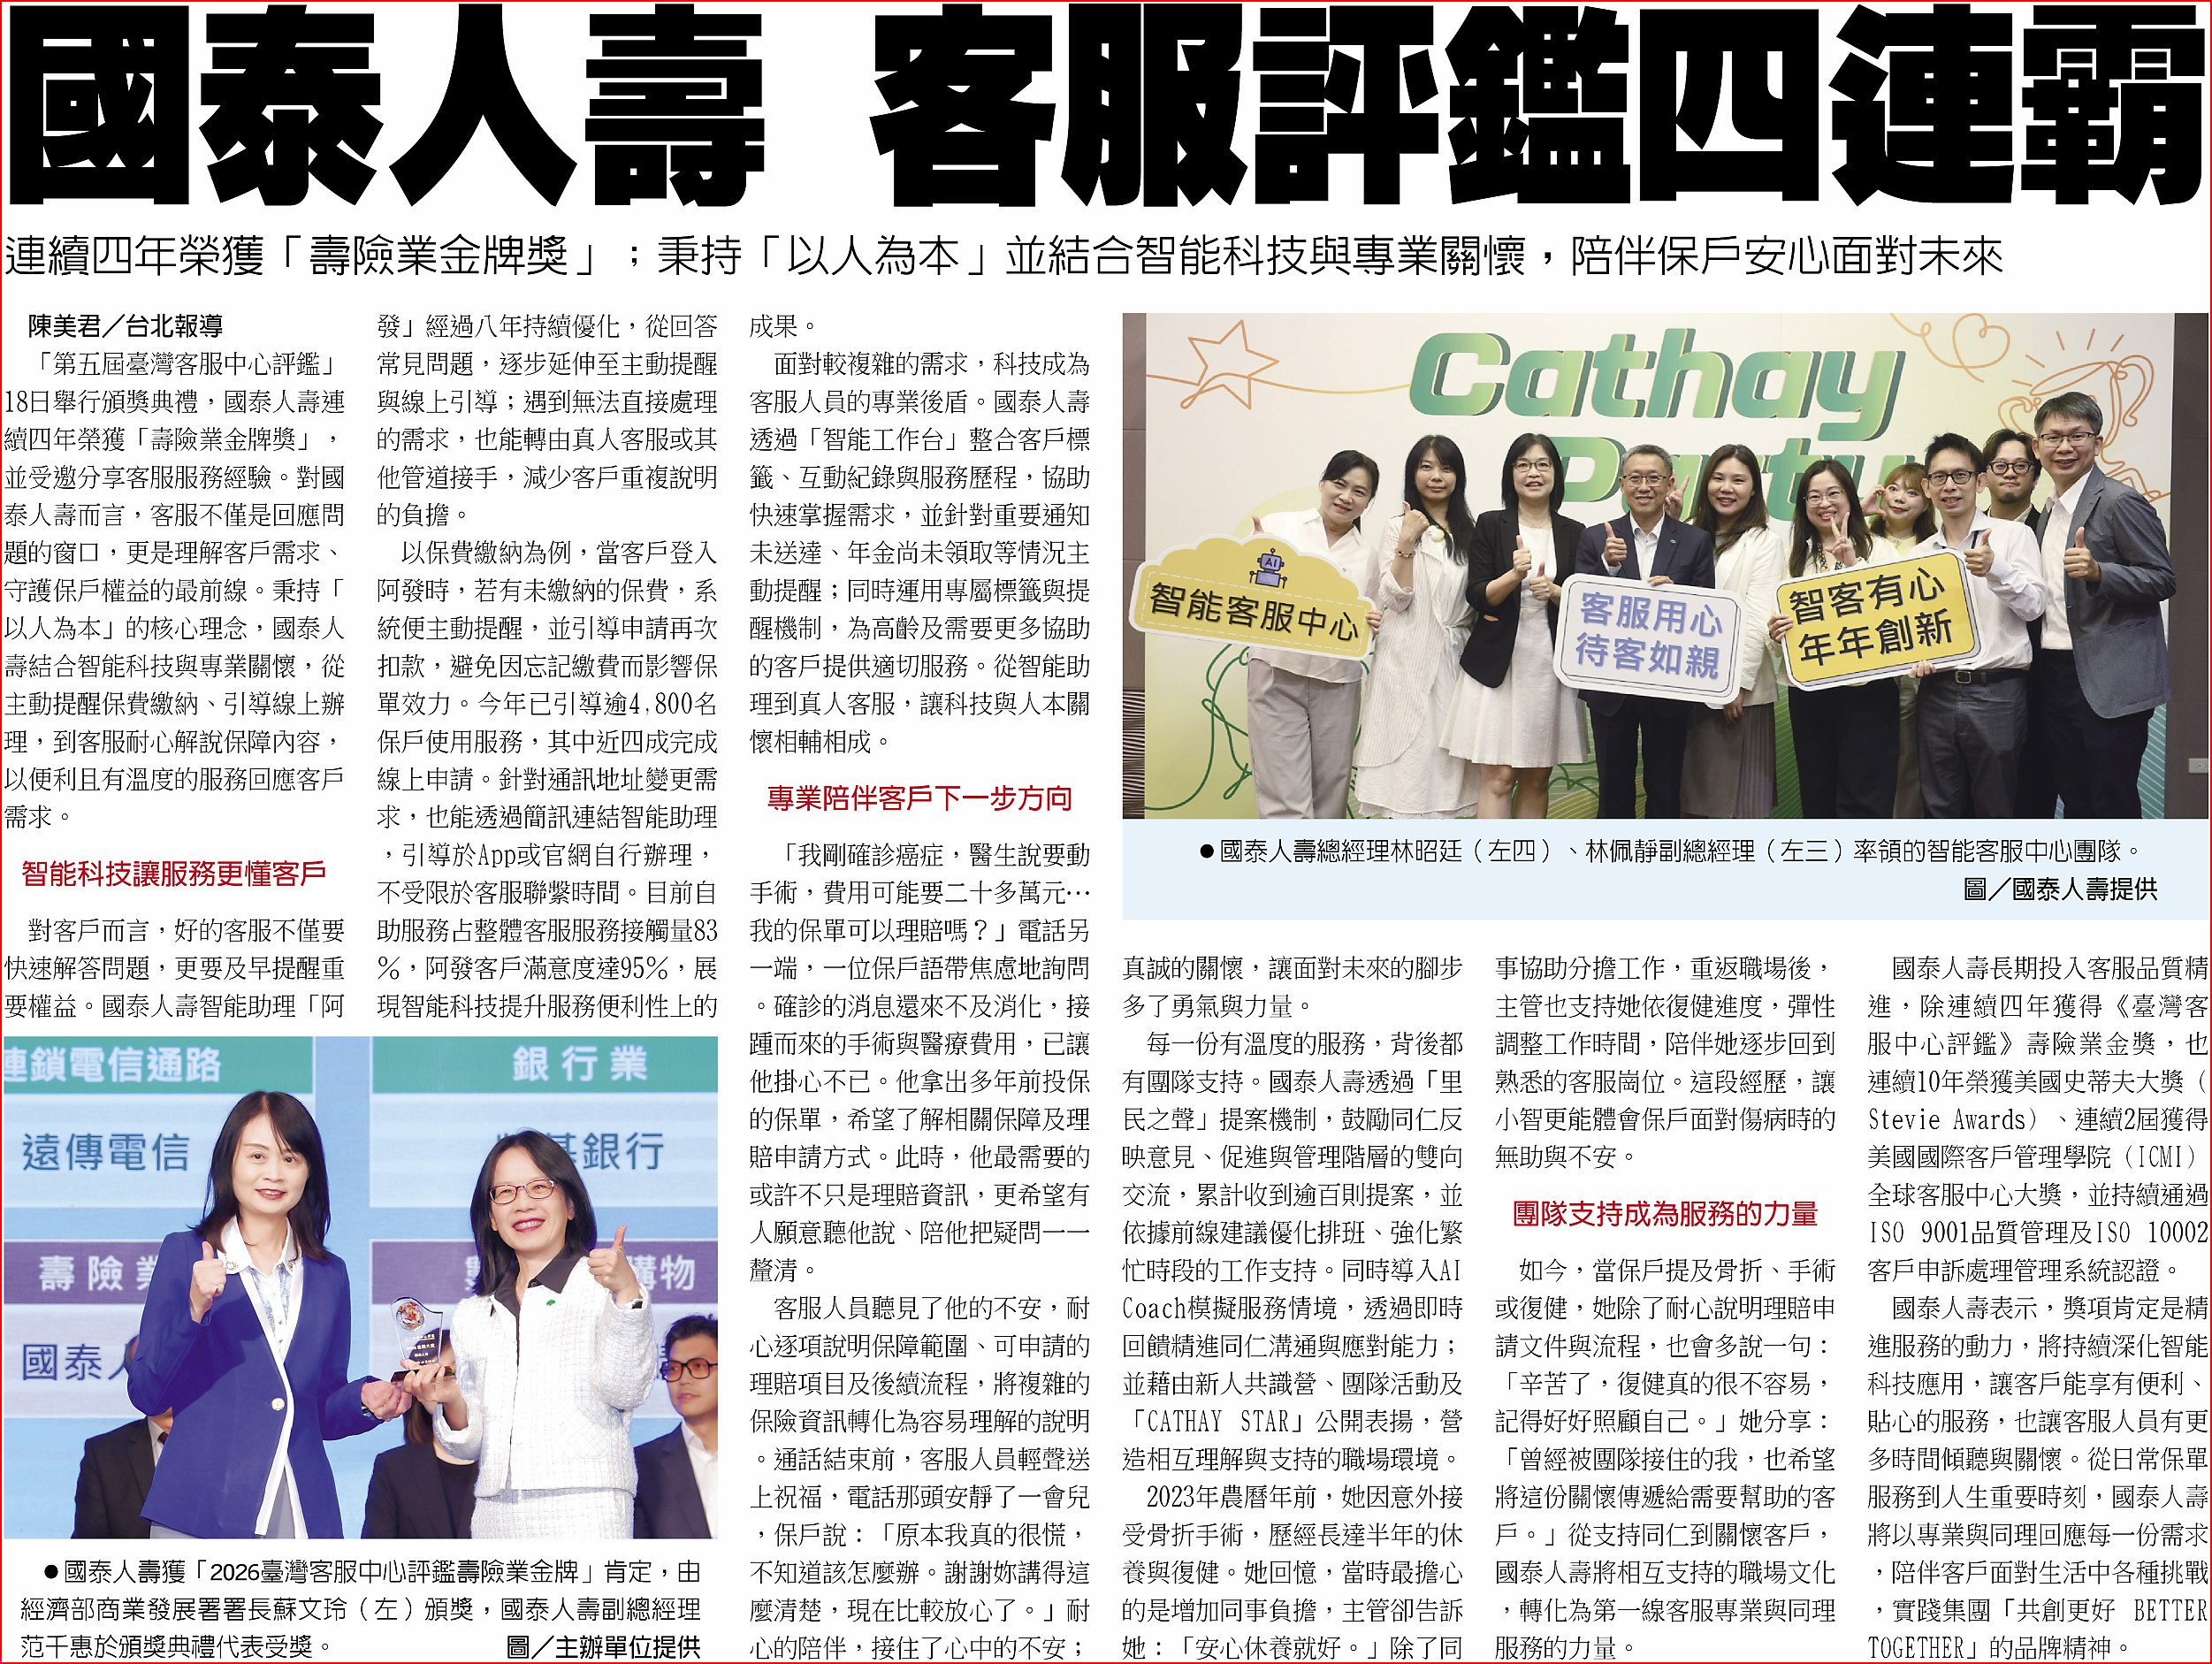 國泰人壽 客服評鑑四連霸
連續四年榮獲「壽險業金牌獎」；秉持「以人為本」並結合智能科技與專業關懷，陪伴保戶安心面對未來
陳美君／台北報導
「第五屆臺灣客服中心評鑑」
18日舉行頒獎典禮，國泰人壽連
續四年榮獲「壽險業金牌獎」，
並受邀分享客服服務經驗。對國
泰人壽而言，客服不僅是回應問
題的窗口，更是理解客戶需求、
守護保戶權益的最前線。秉持「
以人為本」的核心理念，國泰人
壽結合智能科技與專業關懷，從
主動提醒保費繳納、引導線上辦
理，到客服耐心解說保障內容，
以便利且有溫度的服務回應客戶
需求。
智能科技讓服務更懂客戶
對客戶而言，好的客服不僅要
快速解答問題，更要及早提醒重
要權益。國泰人壽智能助理「阿
發」經過八年持續優化，從回答
常見問題，逐步延伸至主動提醒
與線上引導；遇到無法直接處理
的需求，也能轉由真人客服或其
他管道接手，減少客戶重複說明
的負擔。
以保費繳納為例，當客戶登入
阿發時，若有未繳納的保費，系
統便主動提醒，並引導申請再次
扣款，避免因忘記繳費而影響保
單效力。今年已引導逾4,800名
保戶使用服務，其中近四成完成
線上申請。針對通訊地址變更需
求，也能透過簡訊連結智能助理
，引導於App或官網自行辦理，
不受限於客服聯繫時間。目前自
助服務占整體客服服務接觸量83
％，阿發客戶滿意度達95％，展
現智能科技提升服務便利性上的
成果。
面對較複雜的需求，科技成為
客服人員的專業後盾。國泰人壽
透過「智能工作台」整合客戶標
籤、互動紀錄與服務歷程，協助
快速掌握需求，並針對重要通知
未送達、年金尚未領取等情況主
動提醒；同時運用專屬標籤與提
醒機制，為高齡及需要更多協助
的客戶提供適切服務。從智能助
理到真人客服，讓科技與人本關
懷相輔相成。
專業陪伴客戶下一步方向
「我剛確診癌症，醫生說要動
手術，費用可能要二十多萬元…
我的保單可以理賠嗎？」電話另
一端，一位保戶語帶焦慮地詢問
。確診的消息還來不及消化，接
踵而來的手術與醫療費用，已讓
他掛心不已。他拿出多年前投保
的保單，希望了解相關保障及理
賠申請方式。此時，他最需要的
或許不只是理賠資訊，更希望有
人願意聽他說、陪他把疑問一一
釐清。
客服人員聽見了他的不安，耐
心逐項說明保障範圍、可申請的
理賠項目及後續流程，將複雜的
保險資訊轉化為容易理解的說明
。通話結束前，客服人員輕聲送
上祝福，電話那頭安靜了一會兒
，保戶說：「原本我真的很慌，
不知道該怎麼辦。謝謝妳講得這
麼清楚，現在比較放心了。」耐
心的陪伴，接住了心中的不安；
真誠的關懷，讓面對未來的腳步
多了勇氣與力量。
每一份有溫度的服務，背後都
有團隊支持。國泰人壽透過「里
民之聲」提案機制，鼓勵同仁反
映意見、促進與管理階層的雙向
交流，累計收到逾百則提案，並
依據前線建議優化排班、強化繁
忙時段的工作支持。同時導入AI
Coach模擬服務情境，透過即時
回饋精進同仁溝通與應對能力；
並藉由新人共識營、團隊活動及
「CATHAY STAR」公開表揚，營
造相互理解與支持的職場環境。
2023年農曆年前，她因意外接
受骨折手術，歷經長達半年的休
養與復健。她回憶，當時最擔心
的是增加同事負擔，主管卻告訴
她：「安心休養就好。」除了同
事協助分擔工作，重返職場後，
主管也支持她依復健進度，彈性
調整工作時間，陪伴她逐步回到
熟悉的客服崗位。這段經歷，讓
小智更能體會保戶面對傷病時的
無助與不安。
團隊支持成為服務的力量
如今，當保戶提及骨折、手術
或復健，她除了耐心說明理賠申
請文件與流程，也會多說一句：
「辛苦了，復健真的很不容易，
記得好好照顧自己。」她分享：
「曾經被團隊接住的我，也希望
將這份關懷傳遞給需要幫助的客
戶。」從支持同仁到關懷客戶，
國泰人壽將相互支持的職場文化
，轉化為第一線客服專業與同理
服務的力量。
國泰人壽長期投入客服品質精
進，除連續四年獲得《臺灣客
服中心評鑑》壽險業金獎，也
連續10年榮獲美國史蒂夫大獎（
Stevie Awards）、連續2屆獲得
美國國際客戶管理學院（ICMI）
全球客服中心大獎，並持續通過
ISO 9001品質管理及ISO 10002
客戶申訴處理管理系統認證。
國泰人壽表示，獎項肯定是精
進服務的動力，將持續深化智能
科技應用，讓客戶能享有便利、
貼心的服務，也讓客服人員有更
多時間傾聽與關懷。從日常保單
服務到人生重要時刻，國泰人壽
將以專業與同理回應每一份需求
，陪伴客戶面對生活中各種挑戰
，實踐集團「共創更好 BETTER
TOGETHER」的品牌精神。
Cathay
Party
AI
智能客服中心
客服用心
待客如親
智客有心
年年創新
●國泰人壽總經理林昭廷（左四）、林佩靜副總經理（左三）率領的智能客服中心團隊。
圖／國泰人壽提供
連鎖電信通路
銀行業
遠傳電信
基銀行
壽險業
購物
國泰人
●國泰人壽獲「2026臺灣客服中心評鑑壽險業金牌」肯定，由
經濟部商業發展署署長蘇文玲（左）頒獎，國泰人壽副總經理
范千惠於頒獎典禮代表受獎。
圖／主辦單位提供